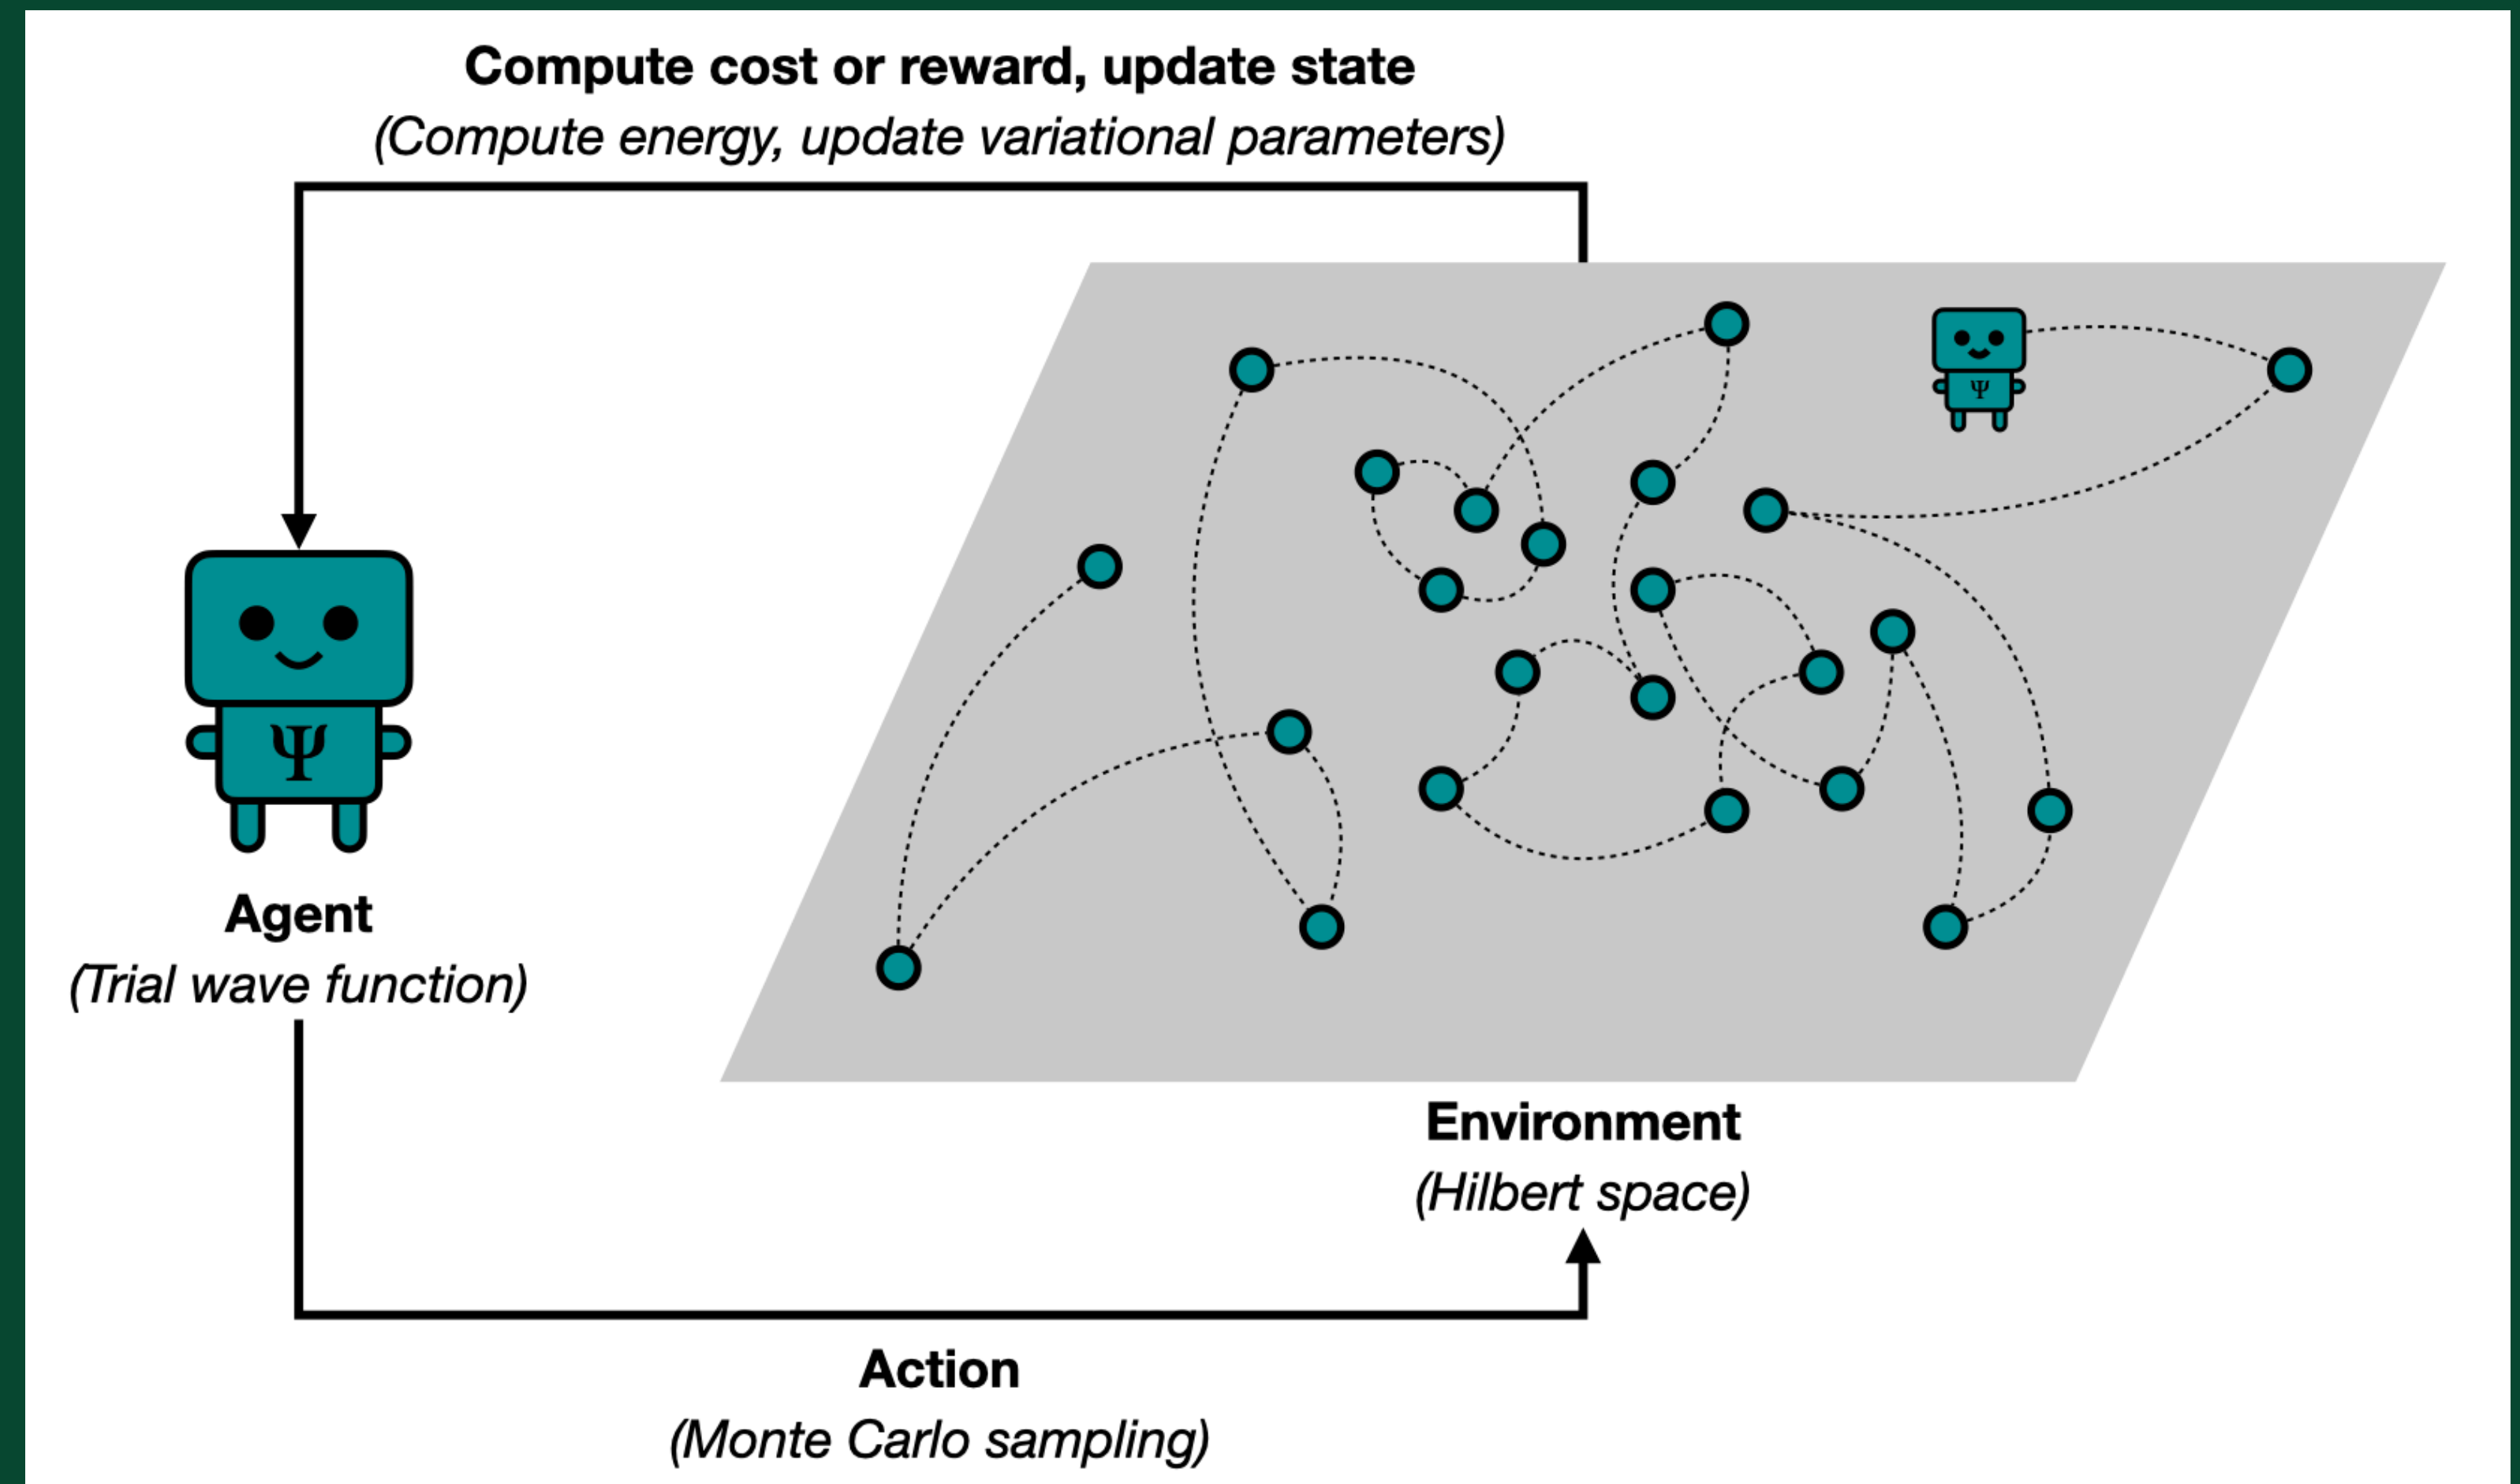 Compute cost or reward, update state
(Compute energy, update variational parameters)
Ψ
Ψ
Agent
(Trial wave function)
Environment
(Hilbert space)
Action
(Monte Carlo sampling)